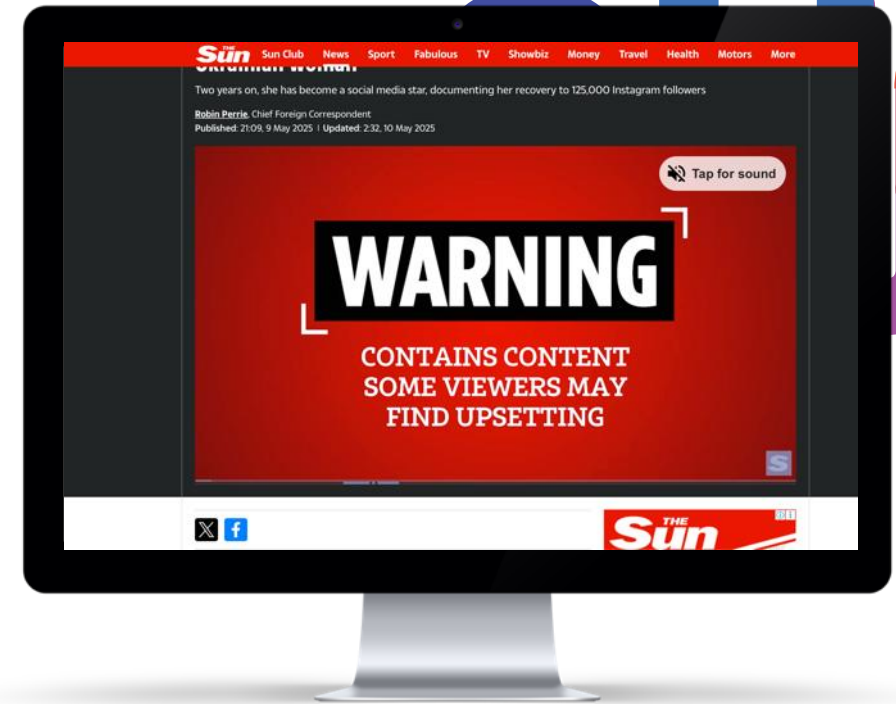 THE Sun Sun Club News Sport Fabulous TV Showbiz Money Travel Health Motors More
Ukrainian woman
Two years on, she has become a social media star, documenting her recovery to 125,000 Instagram followers
Robin Perrie, Chief Foreign Correspondent
Published: 21:09, 9 May 2025 | Updated: 2:32, 10 May 2025
Tap for sound
WARNING
CONTAINS CONTENT
SOME VIEWERS MAY
FIND UPSETTING
S
X f
THE Sun